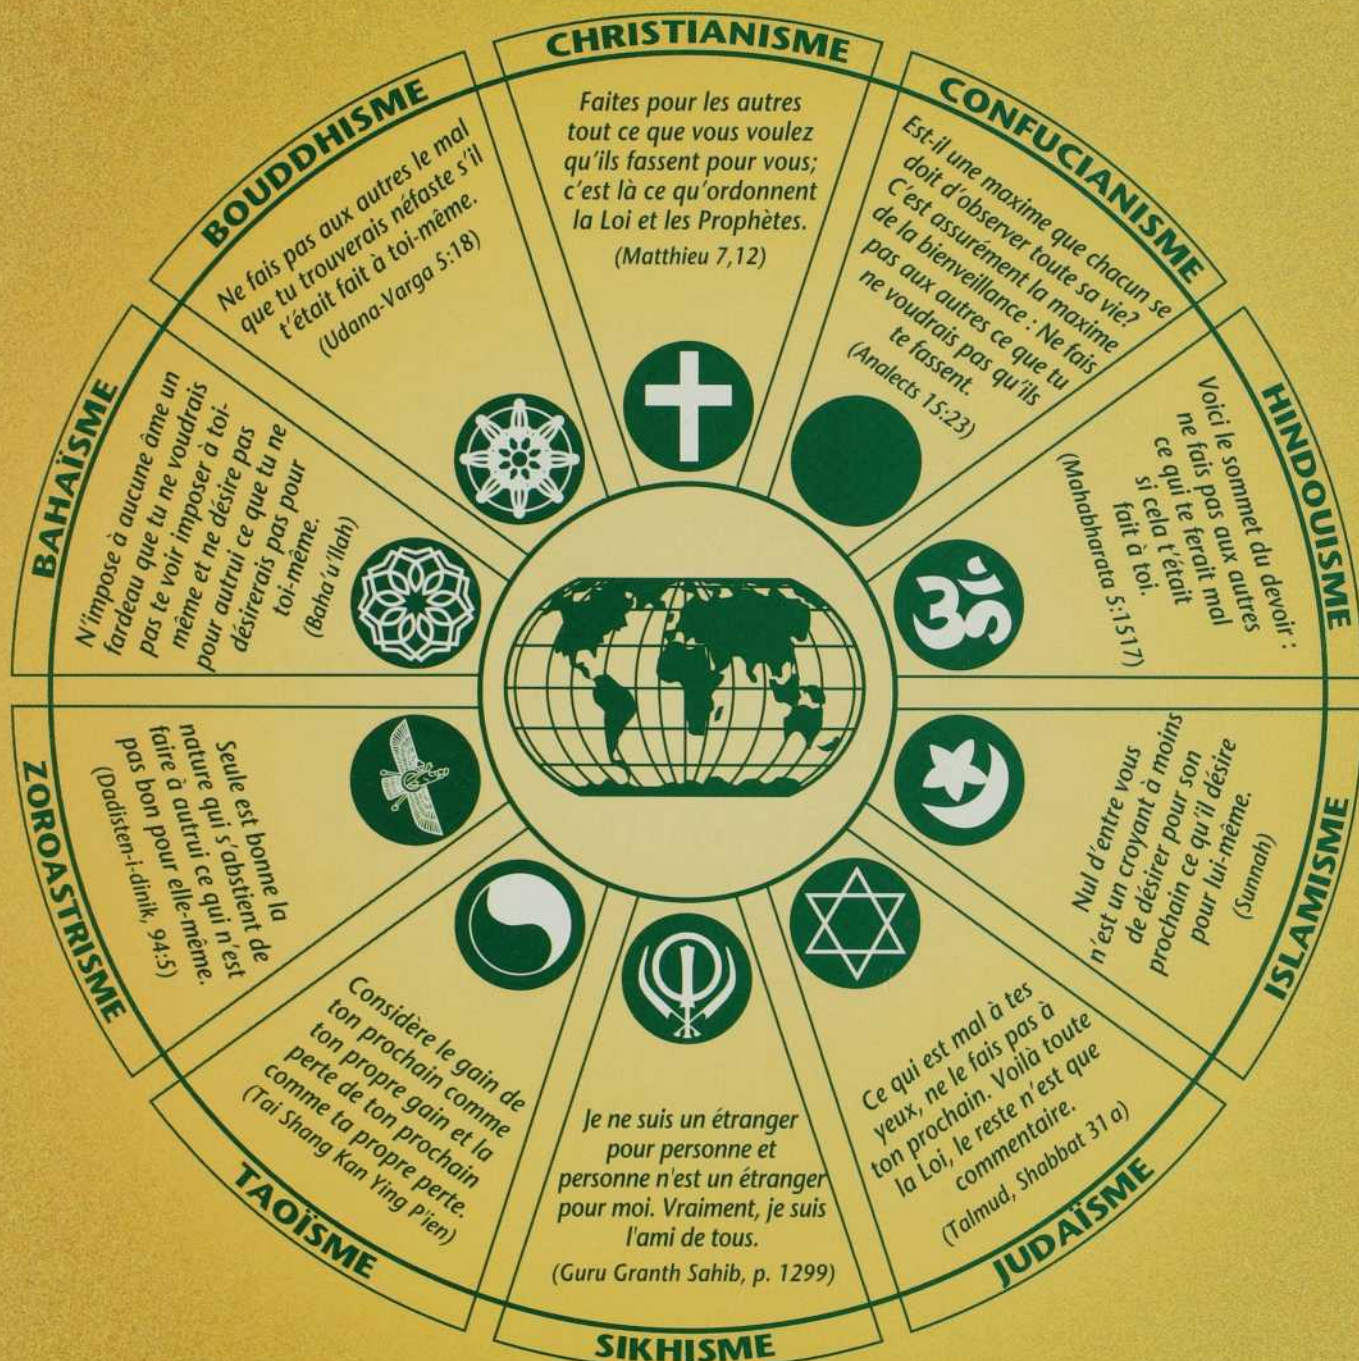 CHRISTIANISME
Faites pour les autres
tout ce que vous voulez
qu'ils fassent pour vous;
c'est là ce qu'ordonnent
la Loi et les Prophètes.
(Matthieu 7,12)
CONFUCIANISME
Est-il une maxime que chacun se
doit d'observer toute sa vie?
C'est assurément la maxime
de la bienveillance : Ne fais
pas aux autres ce que tu
ne voudrais pas qu'ils
te fassent.
(Analects 15:23)
HINDOUISME
Voici le sommet du devoir :
ne fais pas aux autres
ce qui te ferait mal
si cela t'était
fait à toi.
(Mahabharata 5:1517)
ISLAMISME
Nul d'entre vous
n'est un croyant à moins
de désirer pour son
prochain ce qu'il désire
pour lui-même.
(Sunnah)
JUDAÏSME
Ce qui est mal à tes
yeux, ne le fais pas à
ton prochain. Voilà toute
la Loi, le reste n'est que
commentaire.
(Talmud, Shabbat 31 a)
SIKHISME
Je ne suis un étranger
pour personne et
personne n'est un étranger
pour moi. Vraiment, je suis
l'ami de tous.
(Guru Granth Sahib, p. 1299)
TAOÏSME
Considère le gain de
ton prochain comme
ton propre gain et la
perte de ton prochain
comme ta propre perte.
(Tai Shang Kan Ying P'ien)
ZOROASTRISME
Seule est bonne la
nature qui s'abstient de
faire à autrui ce qui n'est
pas bon pour elle-même.
(Dadisten-i-dinik, 94:5)
BAHAÏSME
N'impose à aucune âme un
fardeau que tu ne voudrais
pas te voir imposer à toi-
même et ne désire pas
pour autrui ce que tu ne
désirerais pas pour
toi-même.
(Baha'u'llah)
BOUDDHISME
Ne fais pas aux autres le mal
que tu trouverais néfaste s'il
t'était fait à toi-même.
(Udana-Varga 5:18)
ॐ